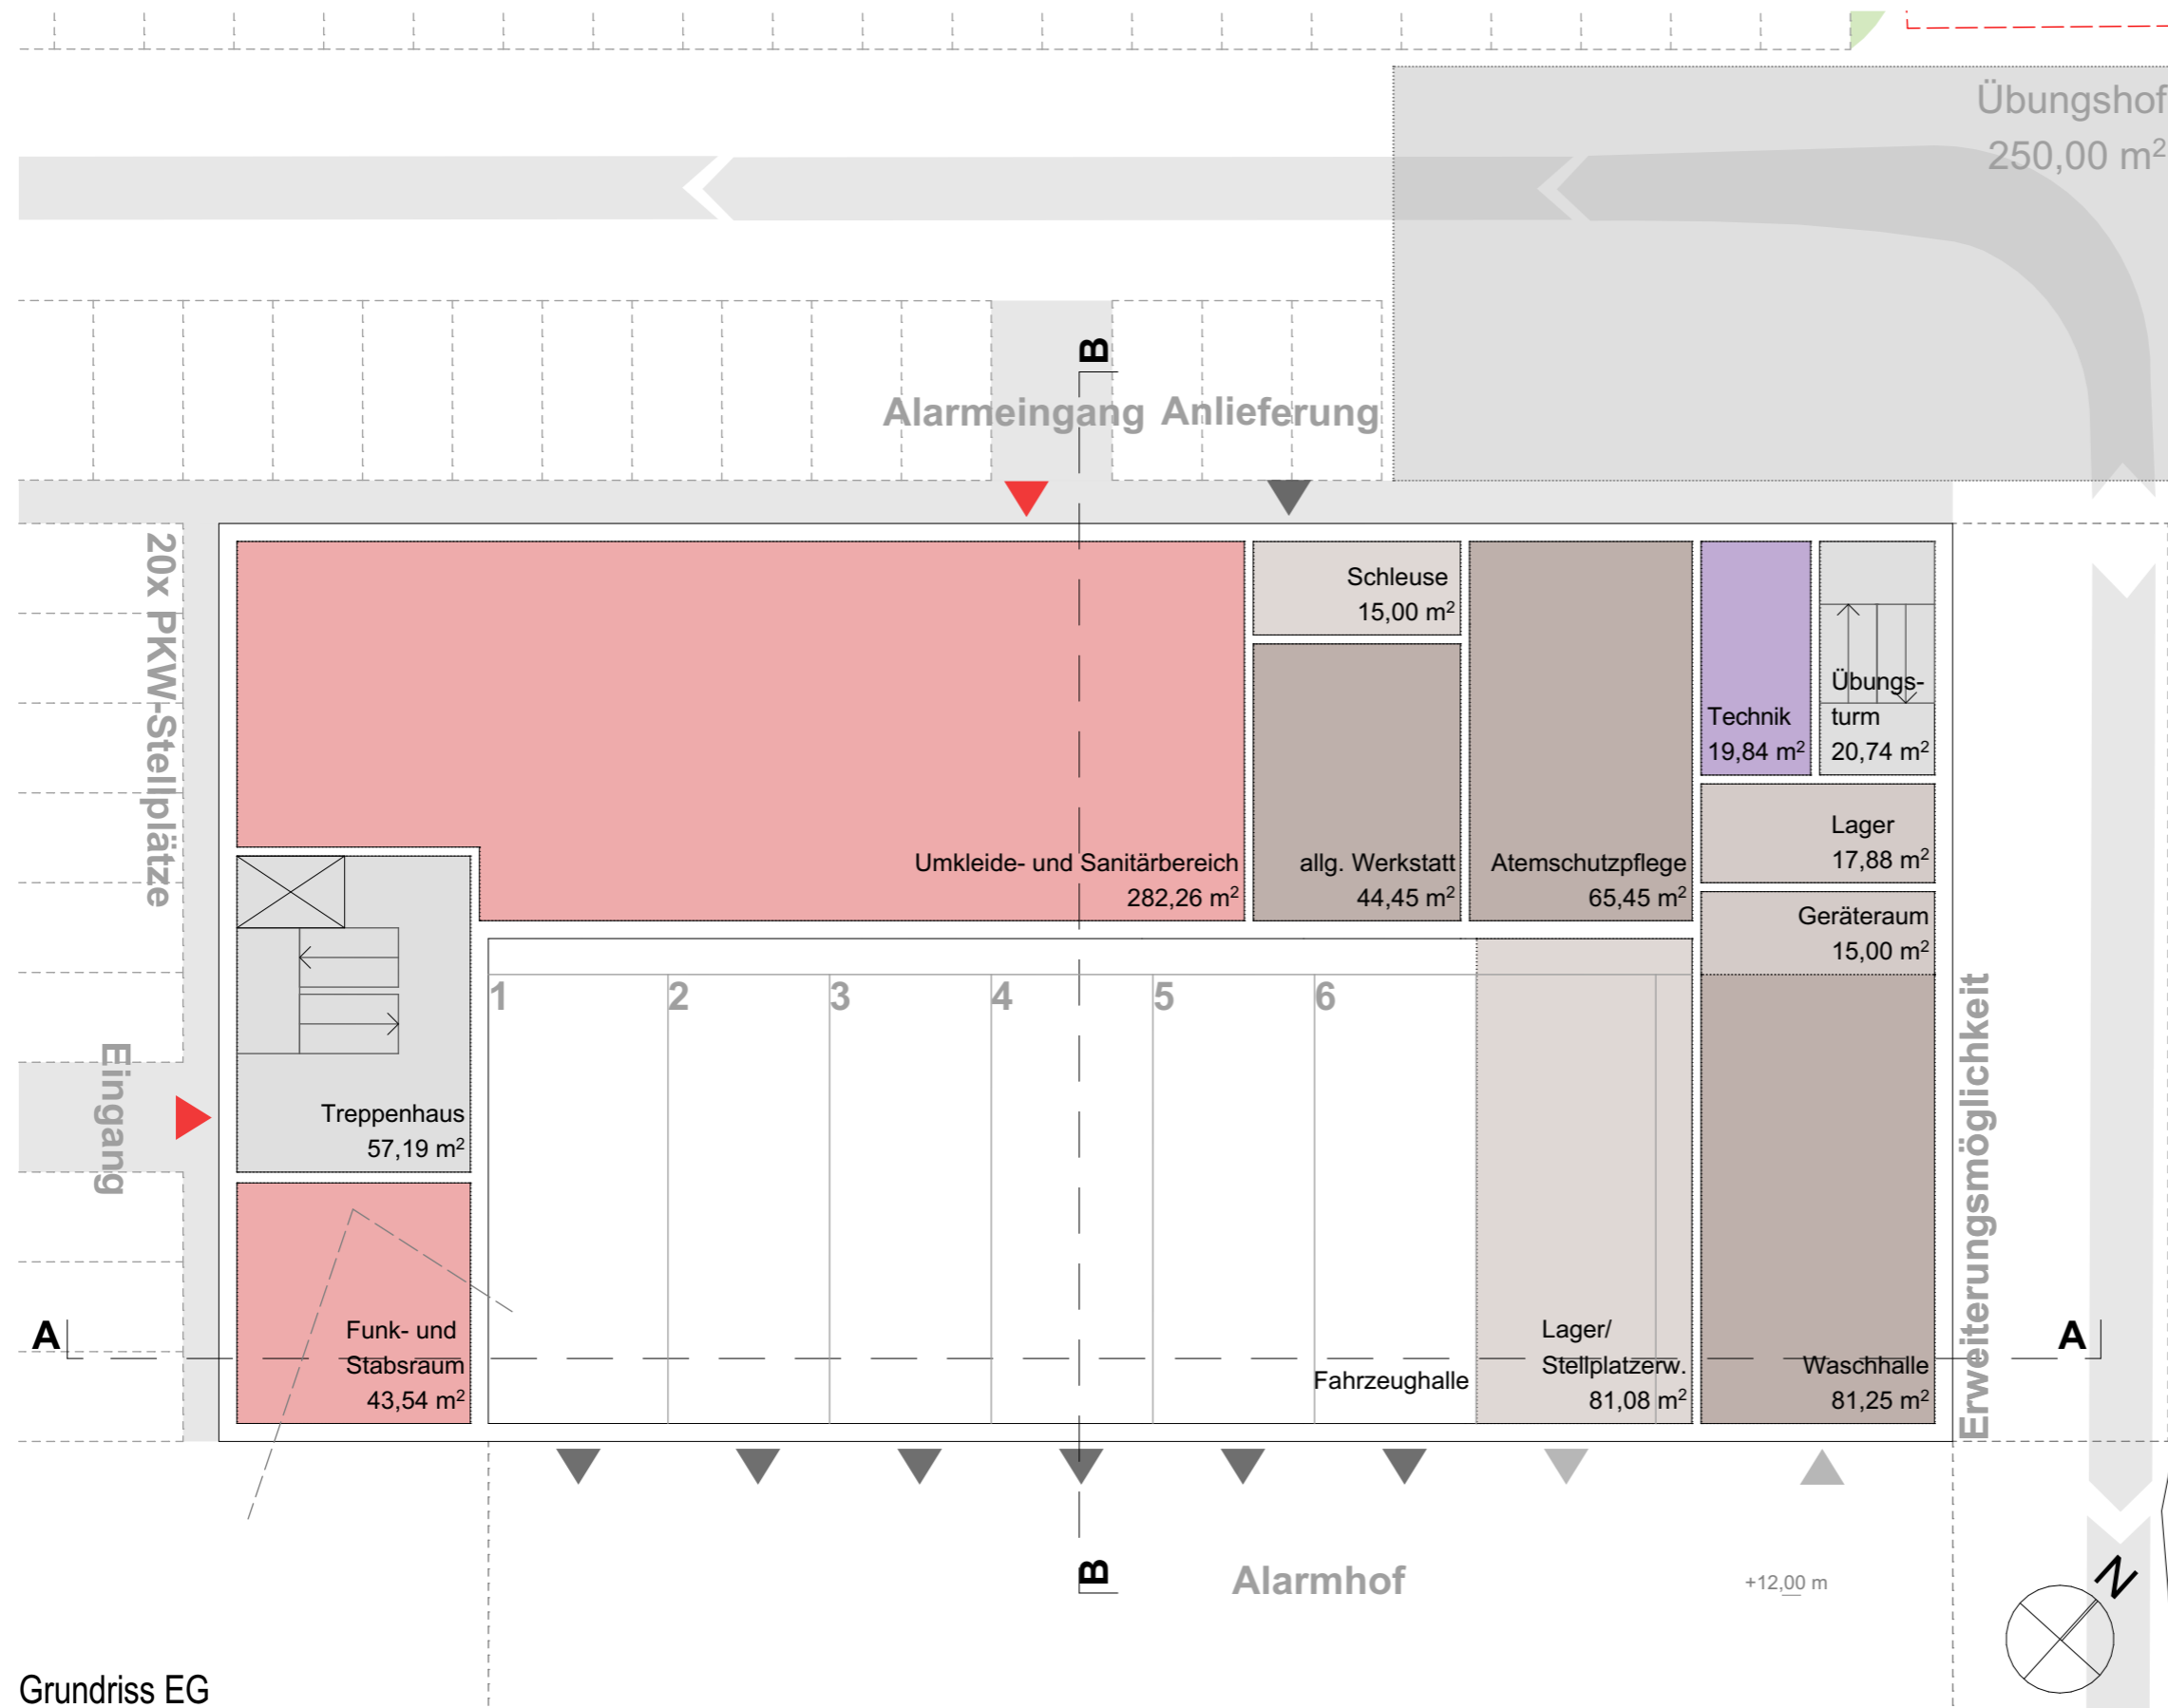 Übungshof
250,00 m²
B
Alarmeingang
Anlieferung
20x PKW-Stellplätze
Schleuse
15,00 m²
Übungs-
turm
20,74 m²
Technik
19,84 m²
Lager
17,88 m²
Umkleide- und Sanitärbereich
282,26 m²
allg. Werkstatt
44,45 m²
Atemschutzpflege
65,45 m²
Geräteraum
15,00 m²
1
2
3
4
5
6
Eingang
Treppenhaus
57,19 m²
Erweiterungsmöglichkeit
A
Funk- und
Stabsraum
43,54 m²
Fahrzeughalle
Lager/
Stellplatzerw.
81,08 m²
Waschhalle
81,25 m²
A
B
Alarmhof
+12,00 m
N
Grundriss EG